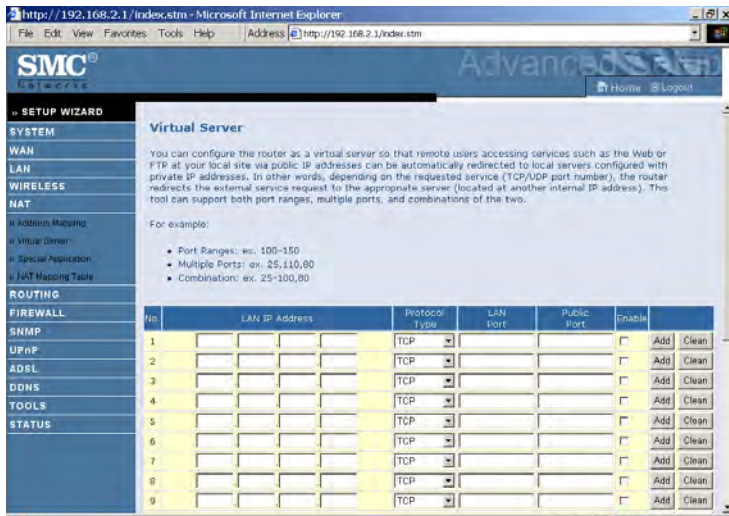 http://192.168.2.1/index.stm - Microsoft Internet Explorer
File Edit View Favorites Tools Help Address http://192.168.2.1/index.stm
SMC®
Networks
Advanced Setup
Home Logout
» SETUP WIZARD
SYSTEM
WAN
LAN
WIRELESS
NAT
» Address Mapping
» Virtual Server
» Special Application
» NAT Mapping Table
ROUTING
FIREWALL
SNMP
UPnP
ADSL
DDNS
TOOLS
STATUS
Virtual Server
You can configure the router as a virtual server so that remote users accessing services such as the Web or
FTP at your local site via public IP addresses can be automatically redirected to local servers configured with
private IP addresses. In other words, depending on the requested service (TCP/UDP port number), the router
redirects the external service request to the appropriate server (located at another internal IP address). This
tool can support both port ranges, multiple ports, and combinations of the two.
For example:
• Port Ranges: ex. 100-150
• Multiple Ports: ex. 25,110,80
• Combination: ex. 25-100,80
No. LAN IP Address Protocol Type LAN Port Public Port Enable
1 . . . TCP Add Clean
2 . . . TCP Add Clean
3 . . . TCP Add Clean
4 . . . TCP Add Clean
5 . . . TCP Add Clean
6 . . . TCP Add Clean
7 . . . TCP Add Clean
8 . . . TCP Add Clean
9 . . . TCP Add Clean